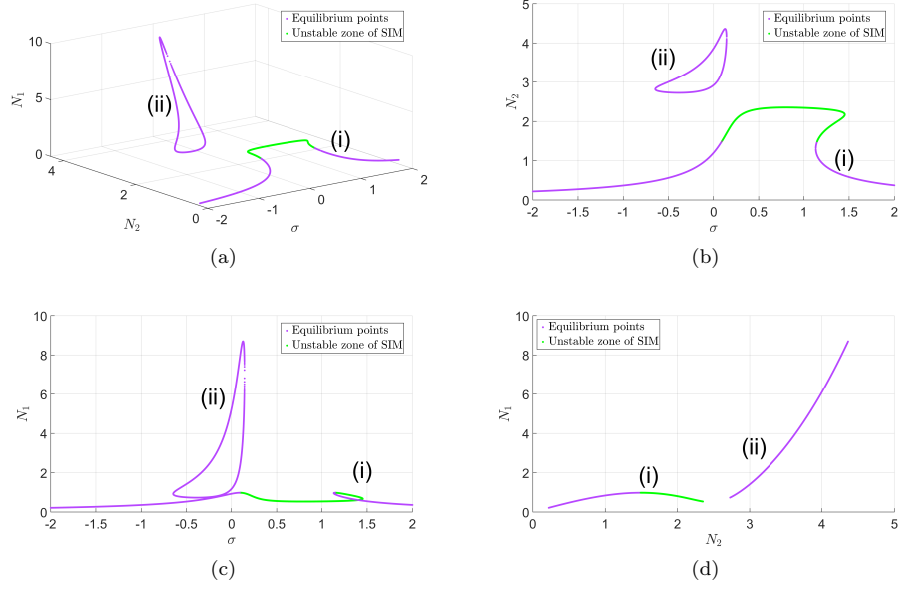 Equilibrium points
Unstable zone of SIM
10
5
0
N1
(ii)
(i)
4
2
0
N2
-2
-1
0
1
2
σ
(a)
Equilibrium points
Unstable zone of SIM
5
4
3
2
1
0
N2
(ii)
(i)
-2 -1.5 -1 -0.5 0 0.5 1 1.5 2
σ
(b)
Equilibrium points
Unstable zone of SIM
10
8
6
4
2
0
N1
(ii)
(i)
-2 -1.5 -1 -0.5 0 0.5 1 1.5 2
σ
(c)
Equilibrium points
Unstable zone of SIM
10
8
6
4
2
0
N1
(i)
(ii)
0 1 2 3 4 5
N2
(d)